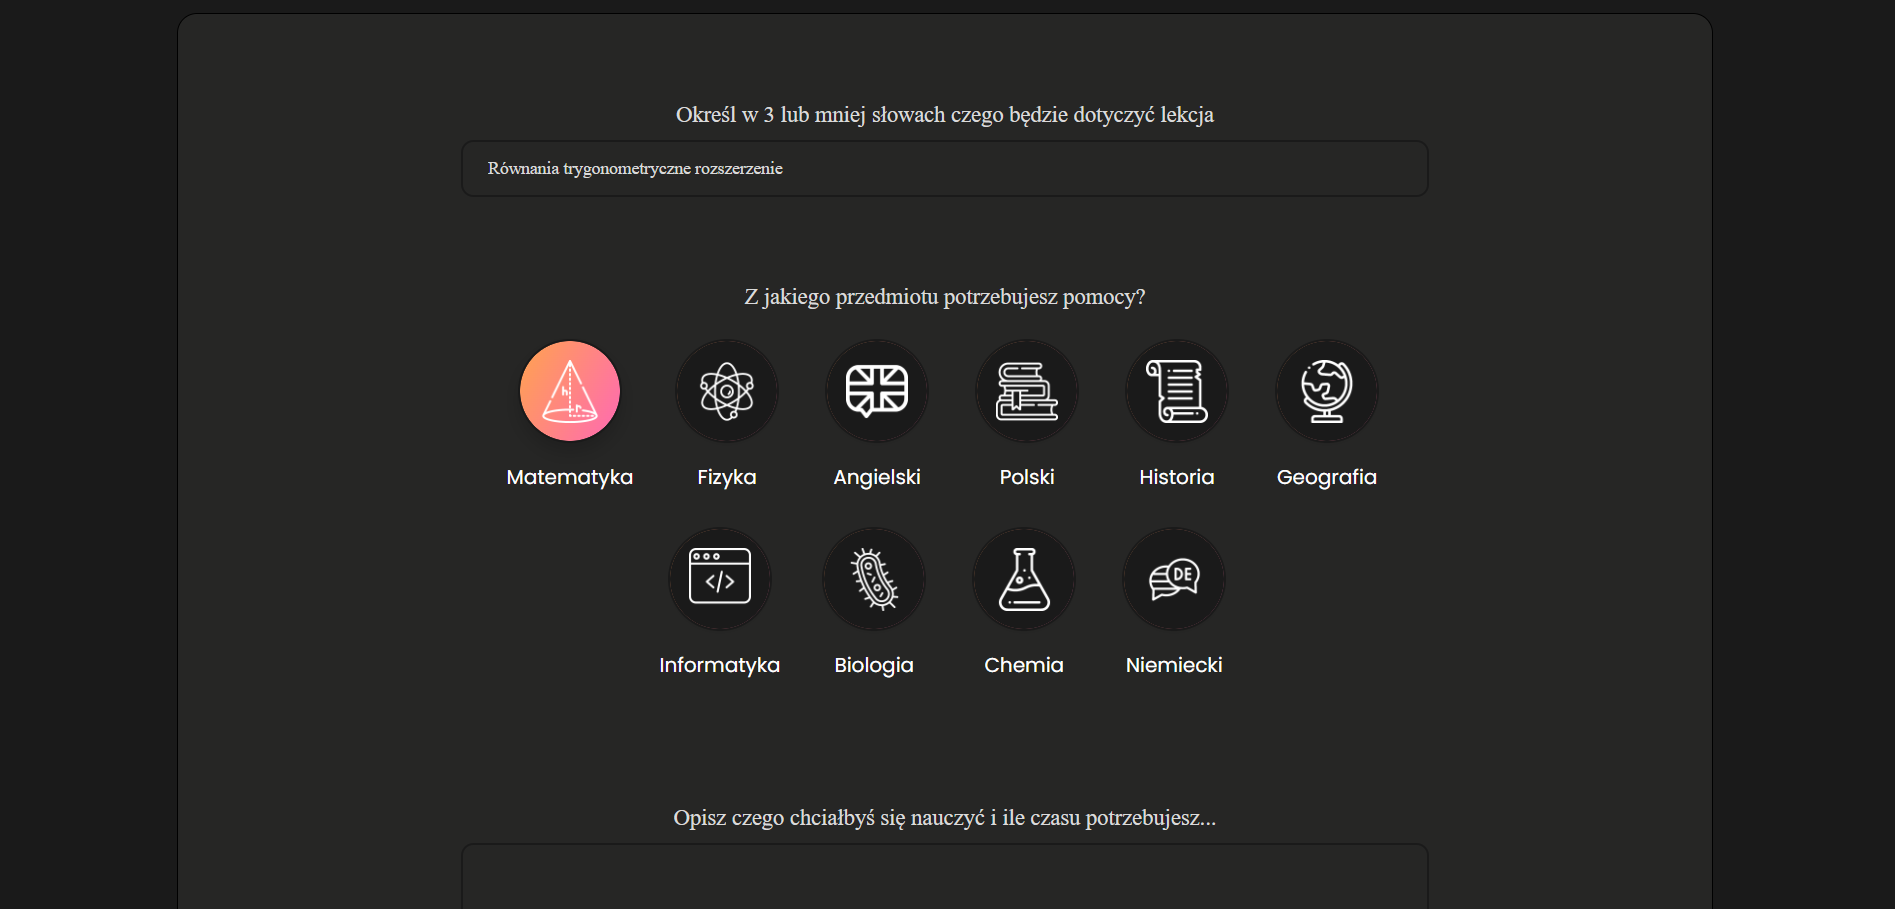 Określ w 3 lub mniej słowach czego będzie dotyczyć lekcja
Równania trygonometryczne rozszerzenie
Z jakiego przedmiotu potrzebujesz pomocy?
h
r
Matematyka Fizyka Angielski Polski Historia Geografia
</>
DE
Informatyka Biologia Chemia Niemiecki
Opisz czego chciałbyś się nauczyć i ile czasu potrzebujesz...